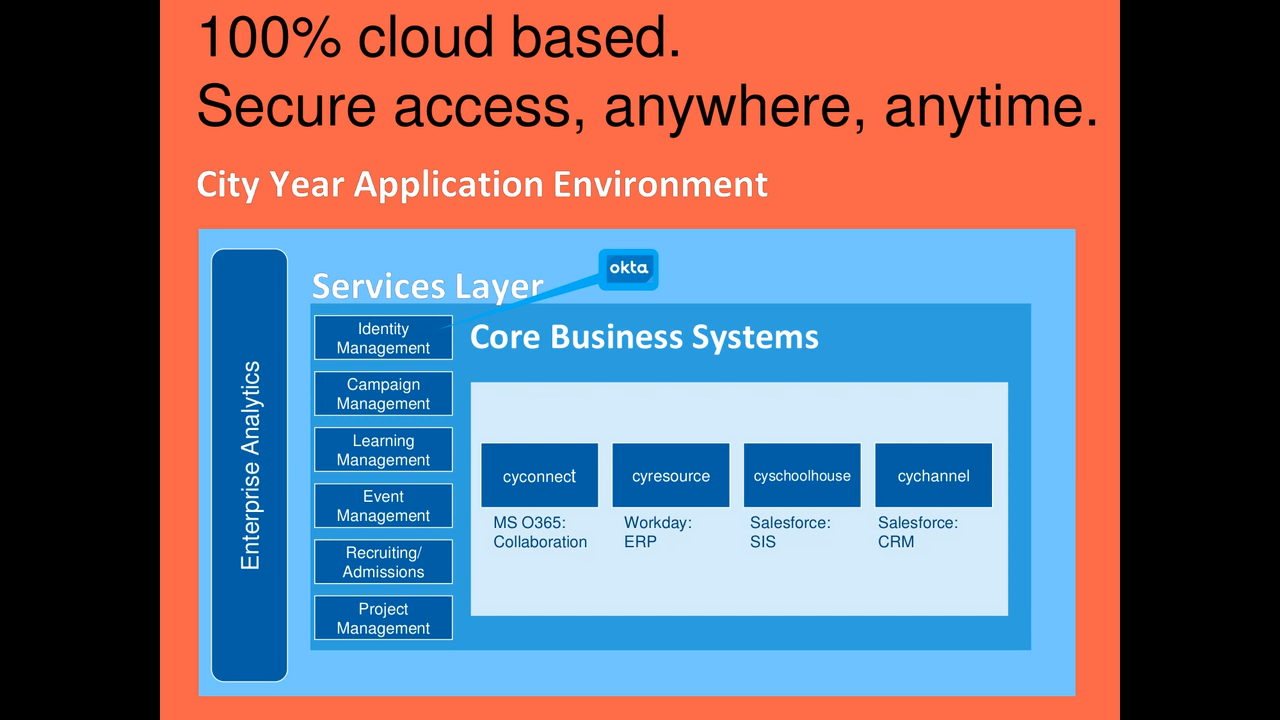 100% cloud based.
Secure access, anywhere, anytime.
City Year Application Environment
Enterprise Analytics
Services Layer
okta
Identity
Management
Campaign
Management
Learning
Management
Event
Management
Recruiting/
Admissions
Project
Management
Core Business Systems
cyconnect
MS O365:
Collaboration
cyresource
Workday:
ERP
cyschoolhouse
Salesforce:
SIS
cychannel
Salesforce:
CRM